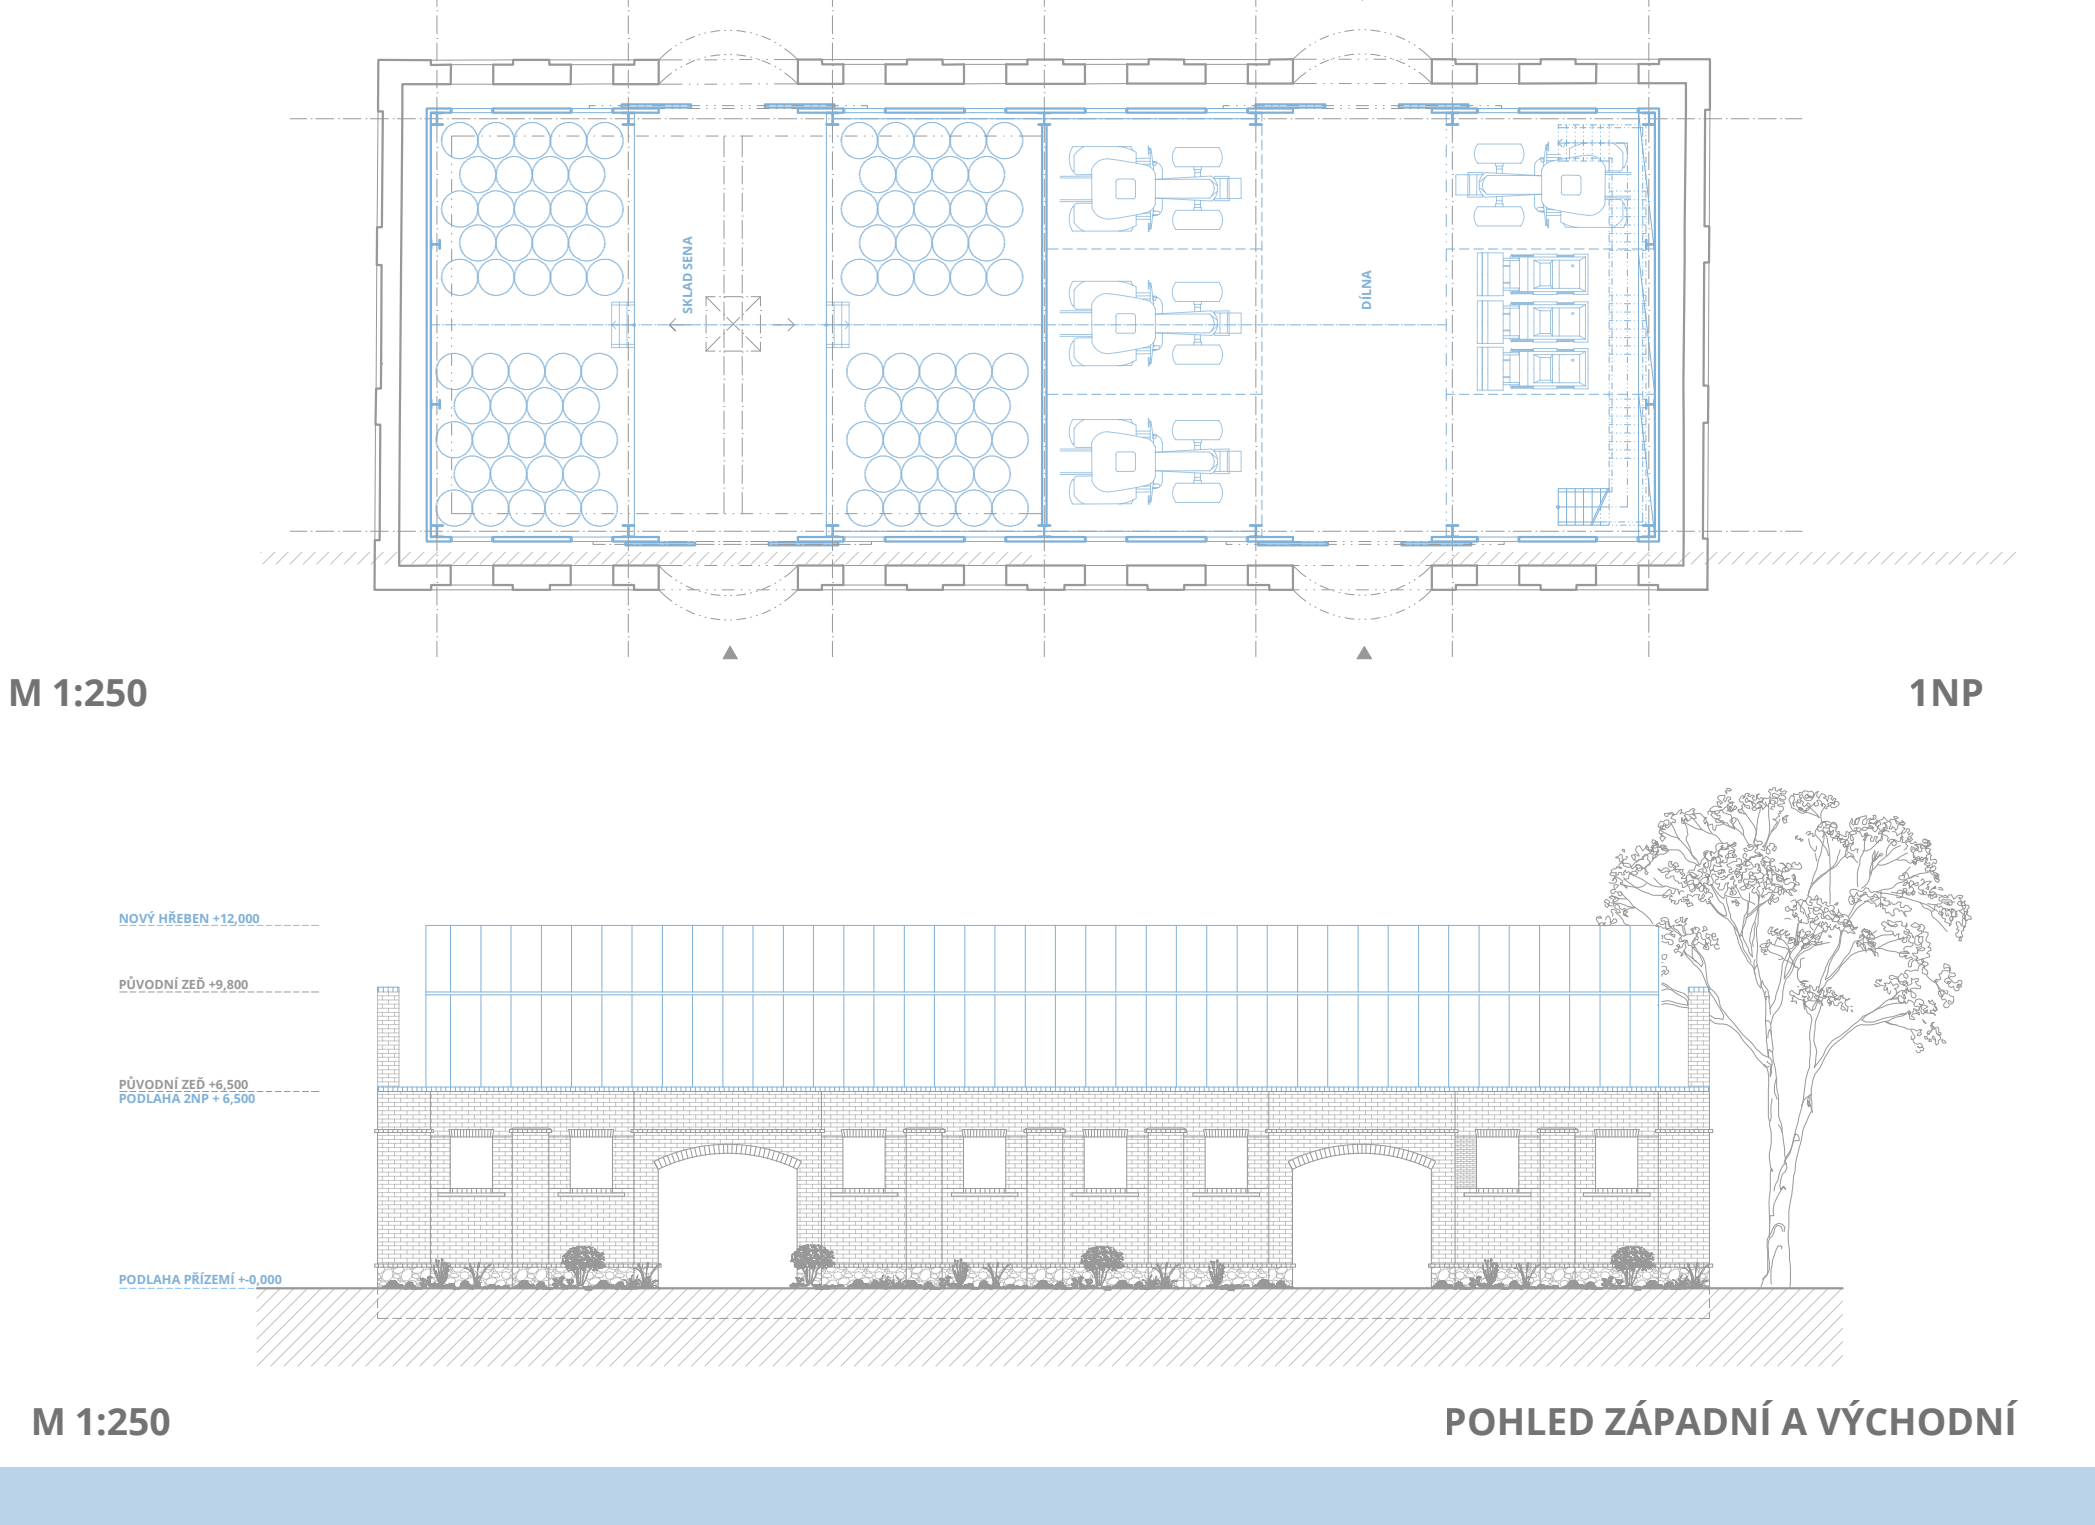 SKLAD SENA
DÍLNA
M 1:250
1NP
NOVÝ HŘEBEN +12,000
PŮVODNÍ ZEĎ +9,800
PŮVODNÍ ZEĎ +6,500
PODLAHA 2NP + 6,500
PODLAHA PŘÍZEMÍ +-0,000
M 1:250
POHLED ZÁPADNÍ A VÝCHODNÍ